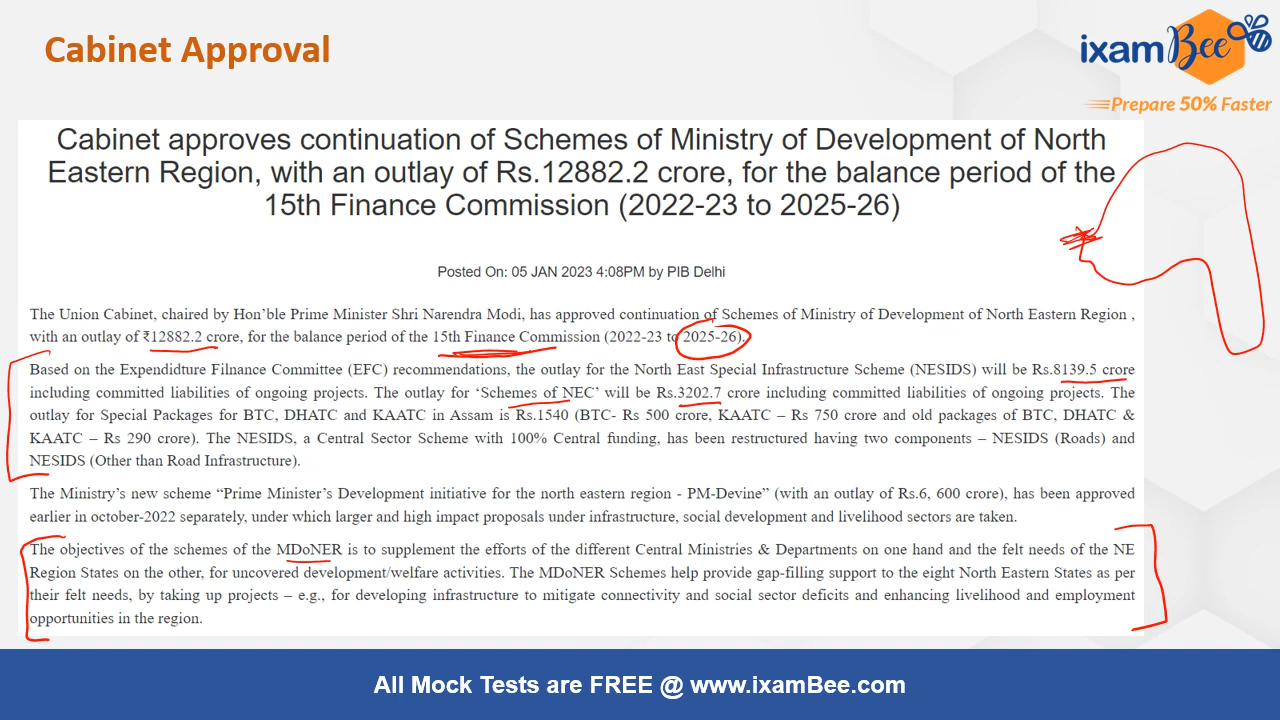 Cabinet Approval
ixamBee
Prepare 50% Faster
Cabinet approves continuation of Schemes of Ministry of Development of North
Eastern Region, with an outlay of Rs.12882.2 crore, for the balance period of the
15th Finance Commission (2022-23 to 2025-26)
Posted On: 05 JAN 2023 4:08PM by PIB Delhi
The Union Cabinet, chaired by Hon'ble Prime Minister Shri Narendra Modi, has approved continuation of Schemes of Ministry of Development of North Eastern Region ,
with an outlay of ₹12882.2 crore, for the balance period of the 15th Finance Commission (2022-23 to 2025-26).
Based on the Expendidture Filnance Committee (EFC) recommendations, the outlay for the North East Special Infrastructure Scheme (NESIDS) will be Rs.8139.5 crore
including committed liabilities of ongoing projects. The outlay for 'Schemes of NEC' will be Rs.3202.7 crore including committed liabilities of ongoing projects. The
outlay for Special Packages for BTC, DHATC and KAATC in Assam is Rs.1540 (BTC- Rs 500 crore, KAATC – Rs 750 crore and old packages of BTC, DHATC &
KAATC – Rs 290 crore). The NESIDS, a Central Sector Scheme with 100% Central funding, has been restructured having two components – NESIDS (Roads) and
NESIDS (Other than Road Infrastructure).
The Ministry's new scheme "Prime Minister's Development initiative for the north eastern region - PM-Devine" (with an outlay of Rs.6, 600 crore), has been approved
earlier in october-2022 separately, under which larger and high impact proposals under infrastructure, social development and livelihood sectors are taken.
The objectives of the schemes of the MDoNER is to supplement the efforts of the different Central Ministries & Departments on one hand and the felt needs of the NE
Region States on the other, for uncovered development/welfare activities. The MDoNER Schemes help provide gap-filling support to the eight North Eastern States as per
their felt needs, by taking up projects – e.g., for developing infrastructure to mitigate connectivity and social sector deficits and enhancing livelihood and employment
opportunities in the region.
All Mock Tests are FREE @ www.ixamBee.com